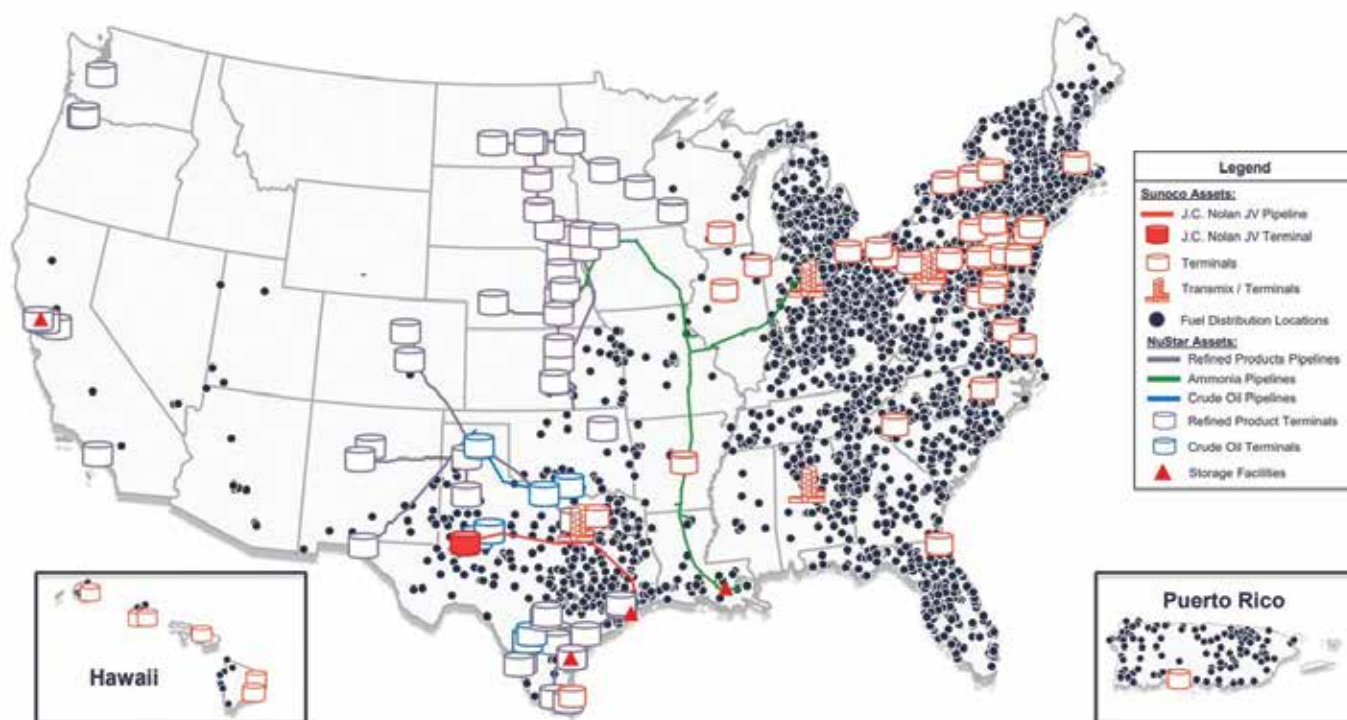 Legend
Sunoco Assets:
J.C. Nolan JV Pipeline
J.C. Nolan JV Terminal
Terminals
Transmix / Terminals
Fuel Distribution Locations
NuStar Assets:
Refined Products Pipelines
Ammonia Pipelines
Crude Oil Pipelines
Refined Product Terminals
Crude Oil Terminals
Storage Facilities
Hawaii
Puerto Rico